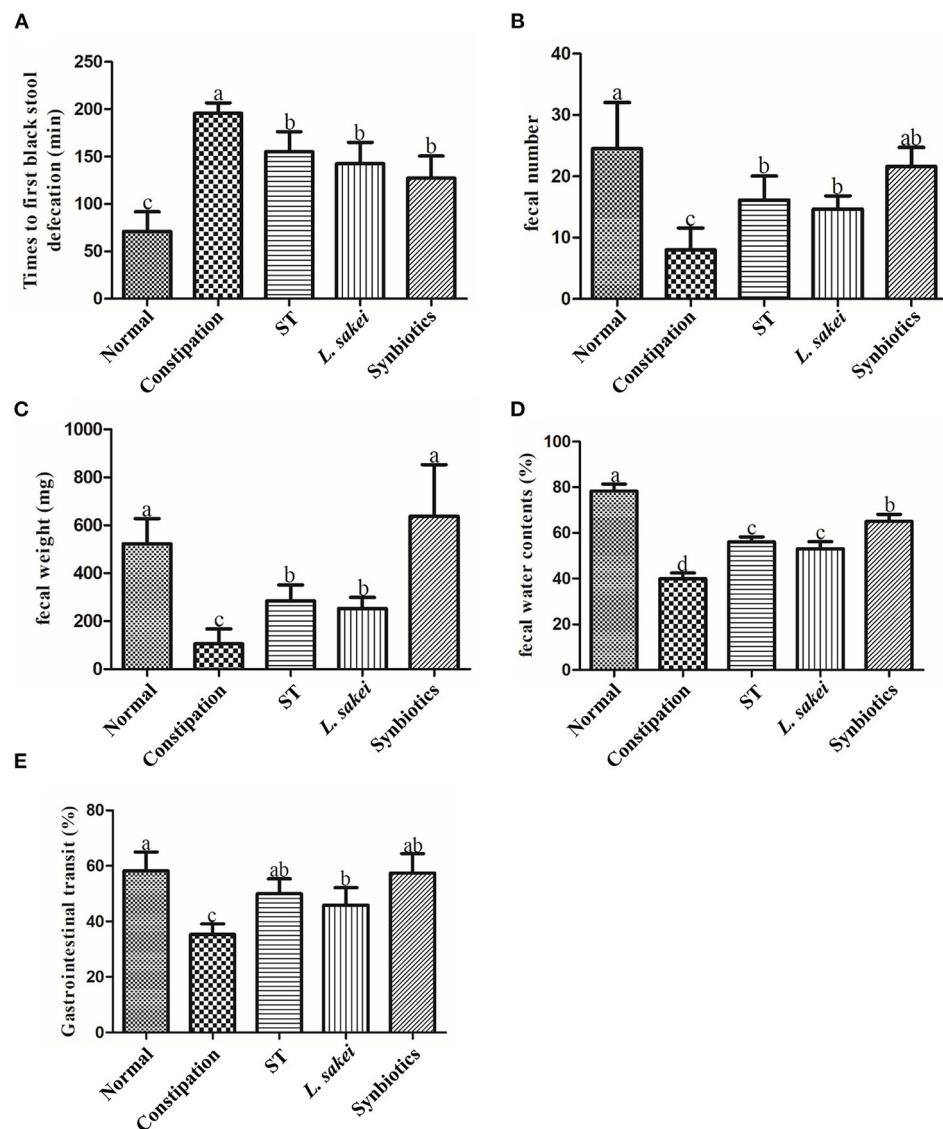 A
Times to first black stool
defecation (min)
250
200
150
100
50
0
c
a
b
b
b
Normal
Constipation
ST
L. sakei
Synbiotics
B
fecal number
40
30
20
10
0
a
c
b
b
ab
Normal
Constipation
ST
L. sakei
Synbiotics
C
fecal weight (mg)
1000
800
600
400
200
0
a
c
b
b
a
Normal
Constipation
ST
L. sakei
Synbiotics
D
fecal water contents (%)
100
80
60
40
20
0
a
d
c
c
b
Normal
Constipation
ST
L. sakei
Synbiotics
E
Gastrointestinal transit (%)
80
60
40
20
0
a
c
ab
b
ab
Normal
Constipation
ST
L. sakei
Synbiotics